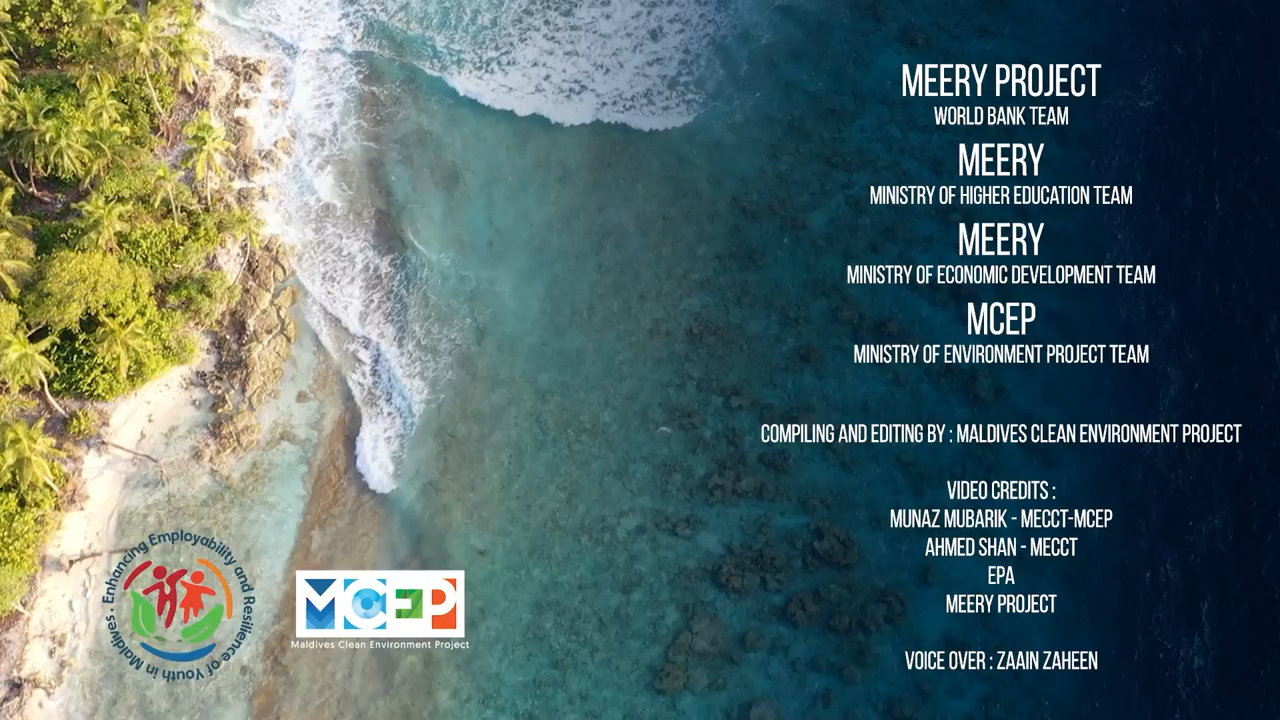 MEERY PROJECT
WORLD BANK TEAM
MEERY
MINISTRY OF HIGHER EDUCATION TEAM
MEERY
MINISTRY OF ECONOMIC DEVELOPMENT TEAM
MCEP
MINISTRY OF ENVIRONMENT PROJECT TEAM
COMPILING AND EDITING BY : MALDIVES CLEAN ENVIRONMENT PROJECT
VIDEO CREDITS :
MUNAZ MUBARIK - MECCT-MCEP
AHMED SHAN - MECCT
EPA
MEERY PROJECT
VOICE OVER : ZAAIN ZAHEEN
Enhancing Employability and Resilience of Youth in Maldives .
MCEP
Maldives Clean Environment Project